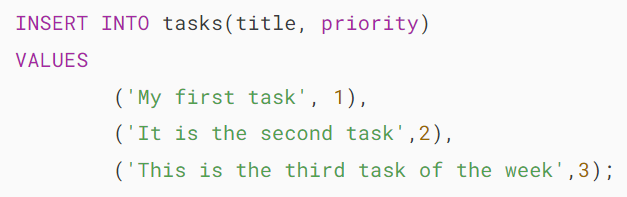 INSERT INTO tasks(title, priority)
VALUES
('My first task', 1),
('It is the second task',2),
('This is the third task of the week',3);